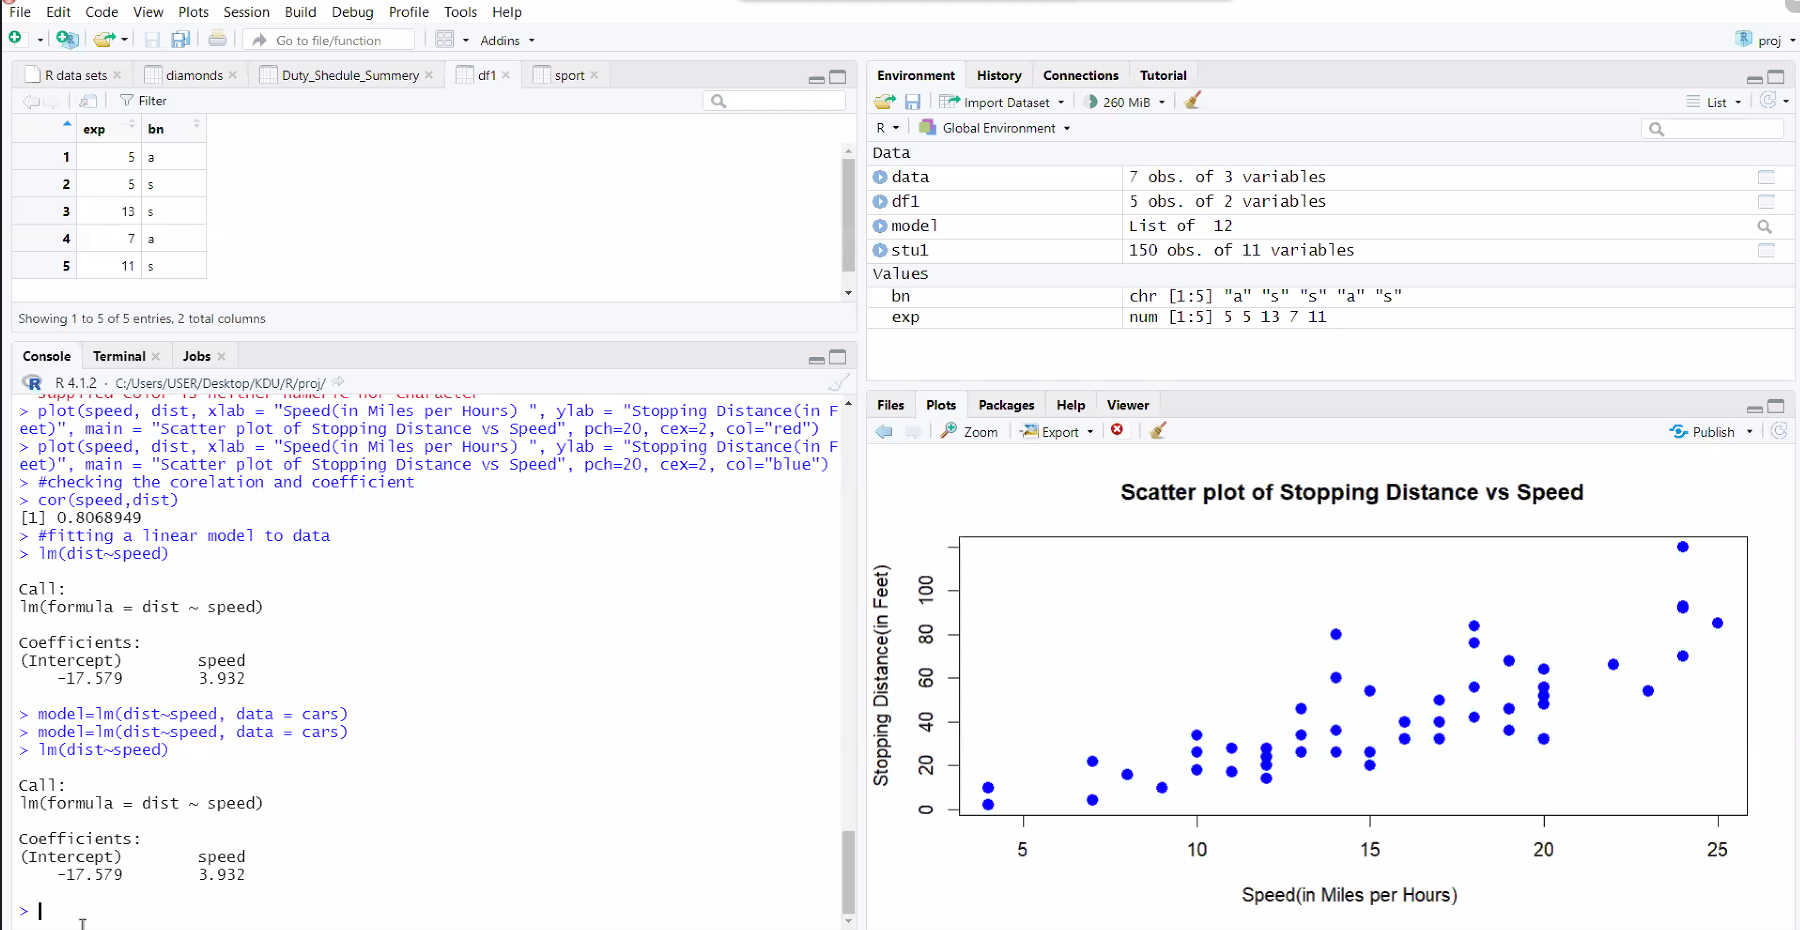 File Edit Code View Plots Session Build Debug Profile Tools Help
Go to file/function Addins proj
R data sets diamonds Duty_Shedule_Summery df1 sport
Filter
exp bn
1 5 a
2 5 s
3 13 s
4 7 a
5 11 s
Showing 1 to 5 of 5 entries, 2 total columns
Console Terminal Jobs
R 4.1.2 · C:/Users/USER/Desktop/KDU/R/proj/
supplied color is neither numeric nor character
> plot(speed, dist, xlab = "Speed(in Miles per Hours) ", ylab = "Stopping Distance(in F
eet)", main = "Scatter plot of Stopping Distance vs Speed", pch=20, cex=2, col="red")
> plot(speed, dist, xlab = "Speed(in Miles per Hours) ", ylab = "Stopping Distance(in F
eet)", main = "Scatter plot of Stopping Distance vs Speed", pch=20, cex=2, col="blue")
> #checking the corelation and coefficient
> cor(speed,dist)
[1] 0.8068949
> #fitting a linear model to data
> lm(dist~speed)
Call:
lm(formula = dist ~ speed)
Coefficients:
(Intercept) speed
-17.579 3.932
> model=lm(dist~speed, data = cars)
> model=lm(dist~speed, data = cars)
> lm(dist~speed)
Call:
lm(formula = dist ~ speed)
Coefficients:
(Intercept) speed
-17.579 3.932
>
Environment History Connections Tutorial
Import Dataset 260 MiB List
R Global Environment
Data
data 7 obs. of 3 variables
df1 5 obs. of 2 variables
model List of 12
stu1 150 obs. of 11 variables
Values
bn chr [1:5] "a" "s" "s" "a" "s"
exp num [1:5] 5 5 13 7 11
Files Plots Packages Help Viewer
Zoom Export Publish
Scatter plot of Stopping Distance vs Speed
Stopping Distance(in Feet)
100
80
60
40
20
0
5 10 15 20 25
Speed(in Miles per Hours)